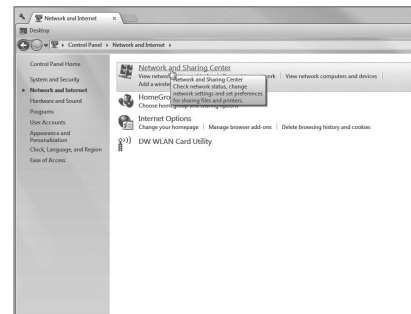 Network and Internet ×
Desktop
Control Panel ▸ Network and Internet ▸
Control Panel Home
System and Security
Network and Internet
Hardware and Sound
Programs
User Accounts
Appearance and
Personalization
Clock, Language, and Region
Ease of Access
Network and Sharing Center
View network computers and devices
Add a wirele
Network and Sharing Center
Check network status, change
network settings and set preferences
for sharing files and printers.
HomeGro
Choose homegroup and sharing options
Internet Options
Change your homepage | Manage browser add-ons | Delete browsing history and cookies
DW WLAN Card Utility